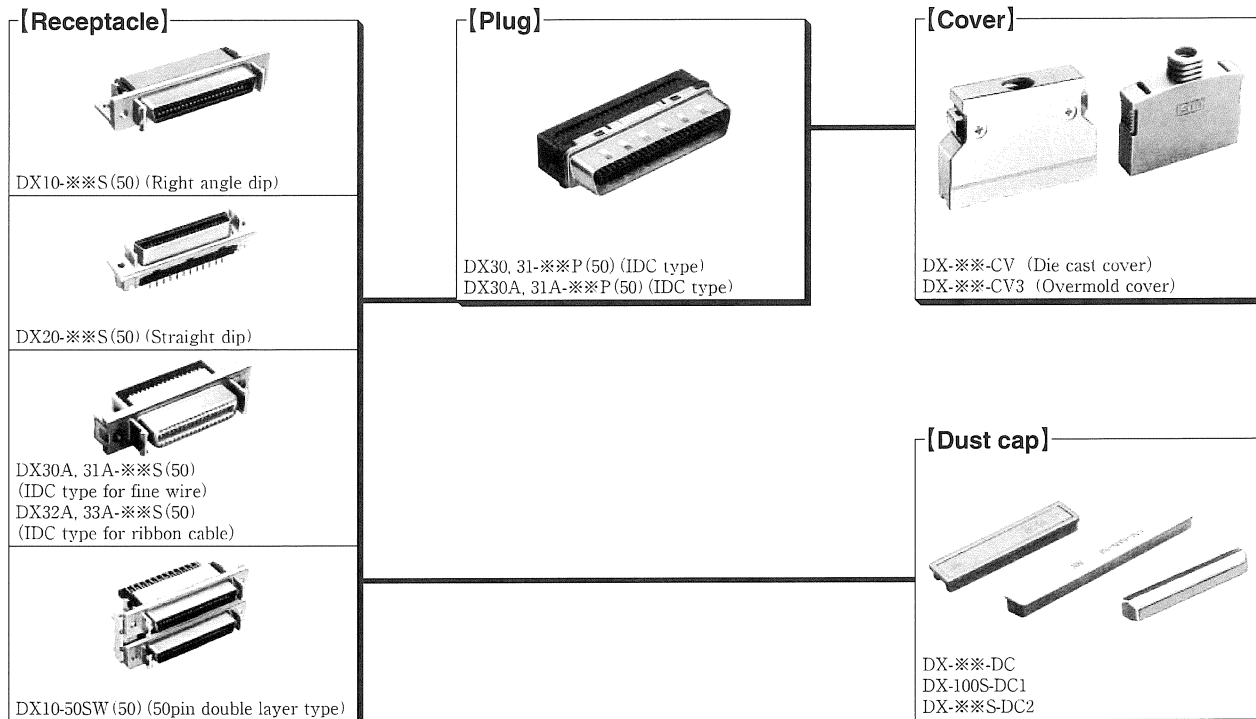 【Receptacle】
DX10-※※S(50) (Right angle dip)
DX20-※※S(50) (Straight dip)
DX30A, 31A-※※S(50)
(IDC type for fine wire)
DX32A, 33A-※※S(50)
(IDC type for ribbon cable)
DX10-50SW(50) (50pin double layer type)
【Plug】
DX30, 31-※※P(50) (IDC type)
DX30A, 31A-※※P(50) (IDC type)
【Cover】
DX-※※-CV (Die cast cover)
DX-※※-CV3 (Overmold cover)
【Dust cap】
DX-※※-DC
DX-100S-DC1
DX-※※S-DC2